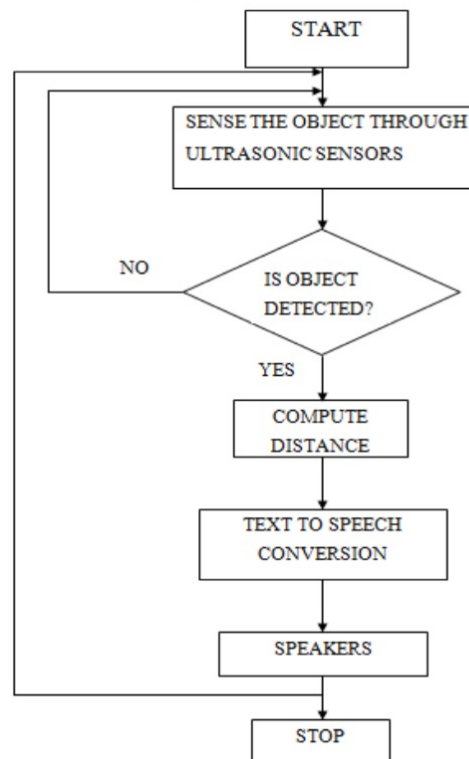 START
SENSE THE OBJECT THROUGH
ULTRASONIC SENSORS
NO
IS OBJECT
DETECTED?
YES
COMPUTE
DISTANCE
TEXT TO SPEECH
CONVERSION
SPEAKERS
STOP